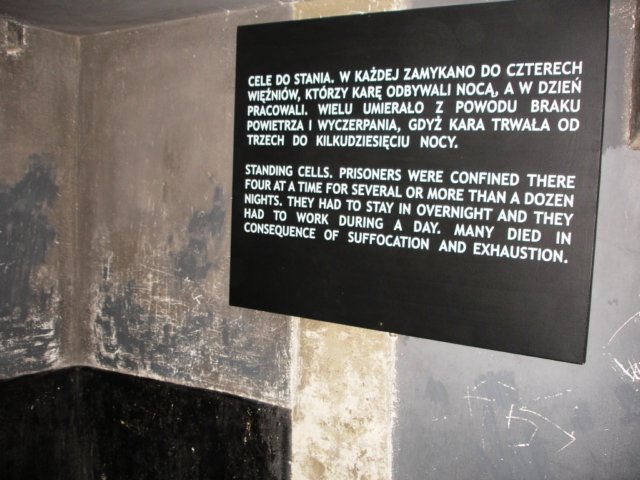 CELE DO STANIA. W KAŻDEJ ZAMYKANO DO CZTERECH
WIĘŹNIÓW, KTÓRZY KARĘ ODBYWALI NOCĄ, A W DZIEŃ
PRACOWALI. WIELU UMIERAŁO Z POWODU BRAKU
POWIETRZA I WYCZERPANIA, GDYŻ KARA TRWAŁA OD
TRZECH DO KILKUDZIESIĘCIU NOCY.
STANDING CELLS. PRISONERS WERE CONFINED THERE
FOUR AT A TIME FOR SEVERAL OR MORE THAN A DOZEN
NIGHTS. THEY HAD TO STAY IN OVERNIGHT AND THEY
HAD TO WORK DURING A DAY. MANY DIED IN
CONSEQUENCE OF SUFFOCATION AND EXHAUSTION.